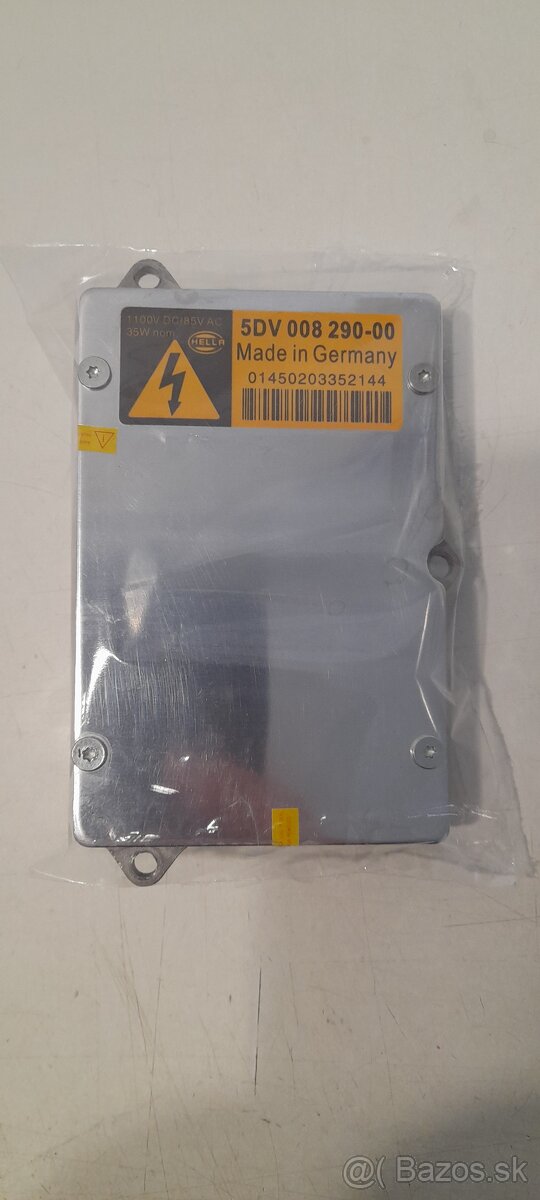 1100V DC/85V AC
35W nom
HELLA
5DV 008 290-00
Made in Germany
01450203352144
@( Bazos.sk